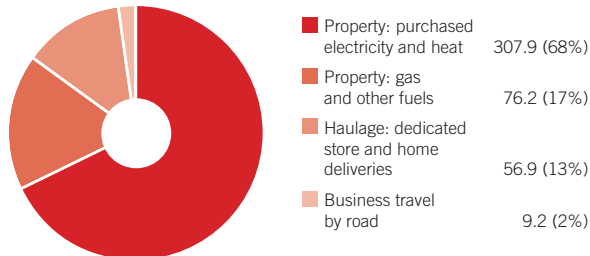 Property: purchased
electricity and heat 307.9 (68%)
Property: gas
and other fuels 76.2 (17%)
Haulage: dedicated
store and home
deliveries 56.9 (13%)
Business travel
by road 9.2 (2%)